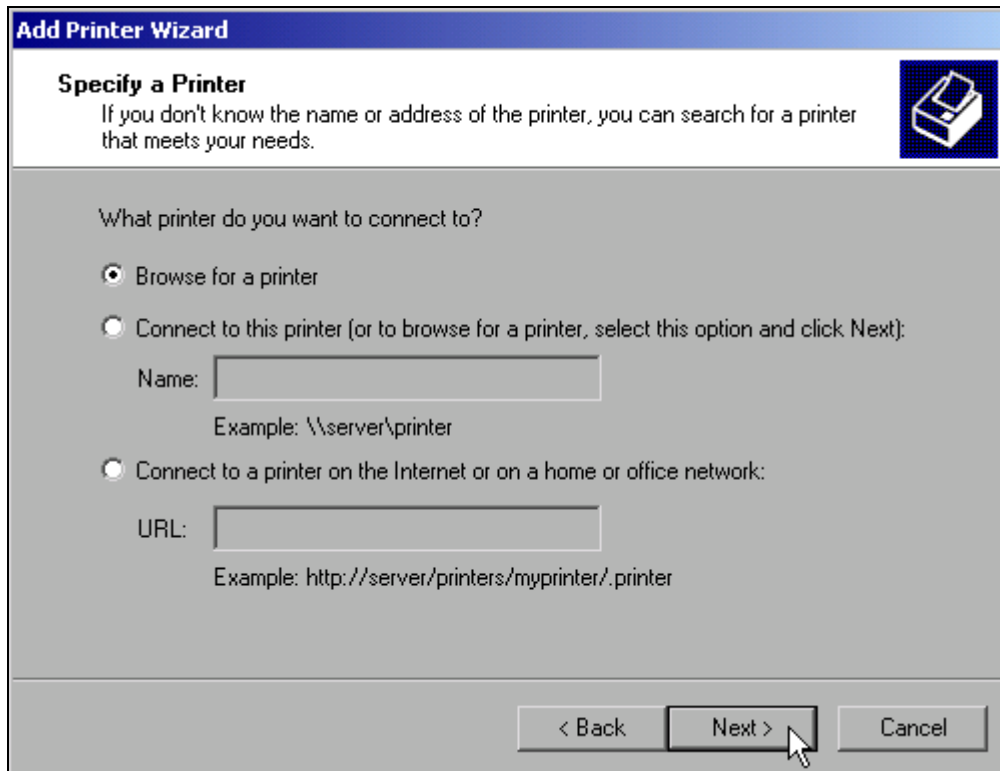 Add Printer Wizard
Specify a Printer
If you don't know the name or address of the printer, you can search for a printer
that meets your needs.
What printer do you want to connect to?
Browse for a printer
Connect to this printer (or to browse for a printer, select this option and click Next):
Name:
Example: \\server\printer
Connect to a printer on the Internet or on a home or office network:
URL:
Example: http://server/printers/myprinter/.printer
< Back Next > Cancel